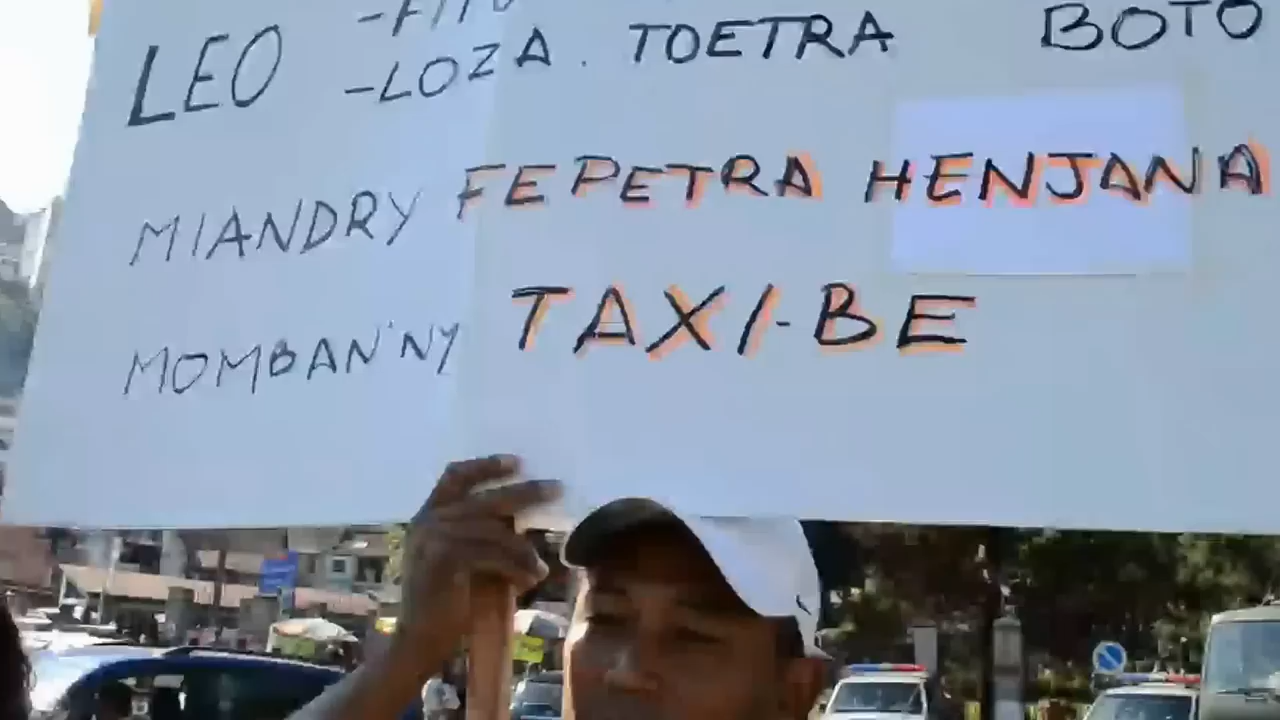 LEO
-LOZA. TOETRA BOTO
MIANDRY FEPETRA HENJANA
MOMBAN'NY TAXI-BE